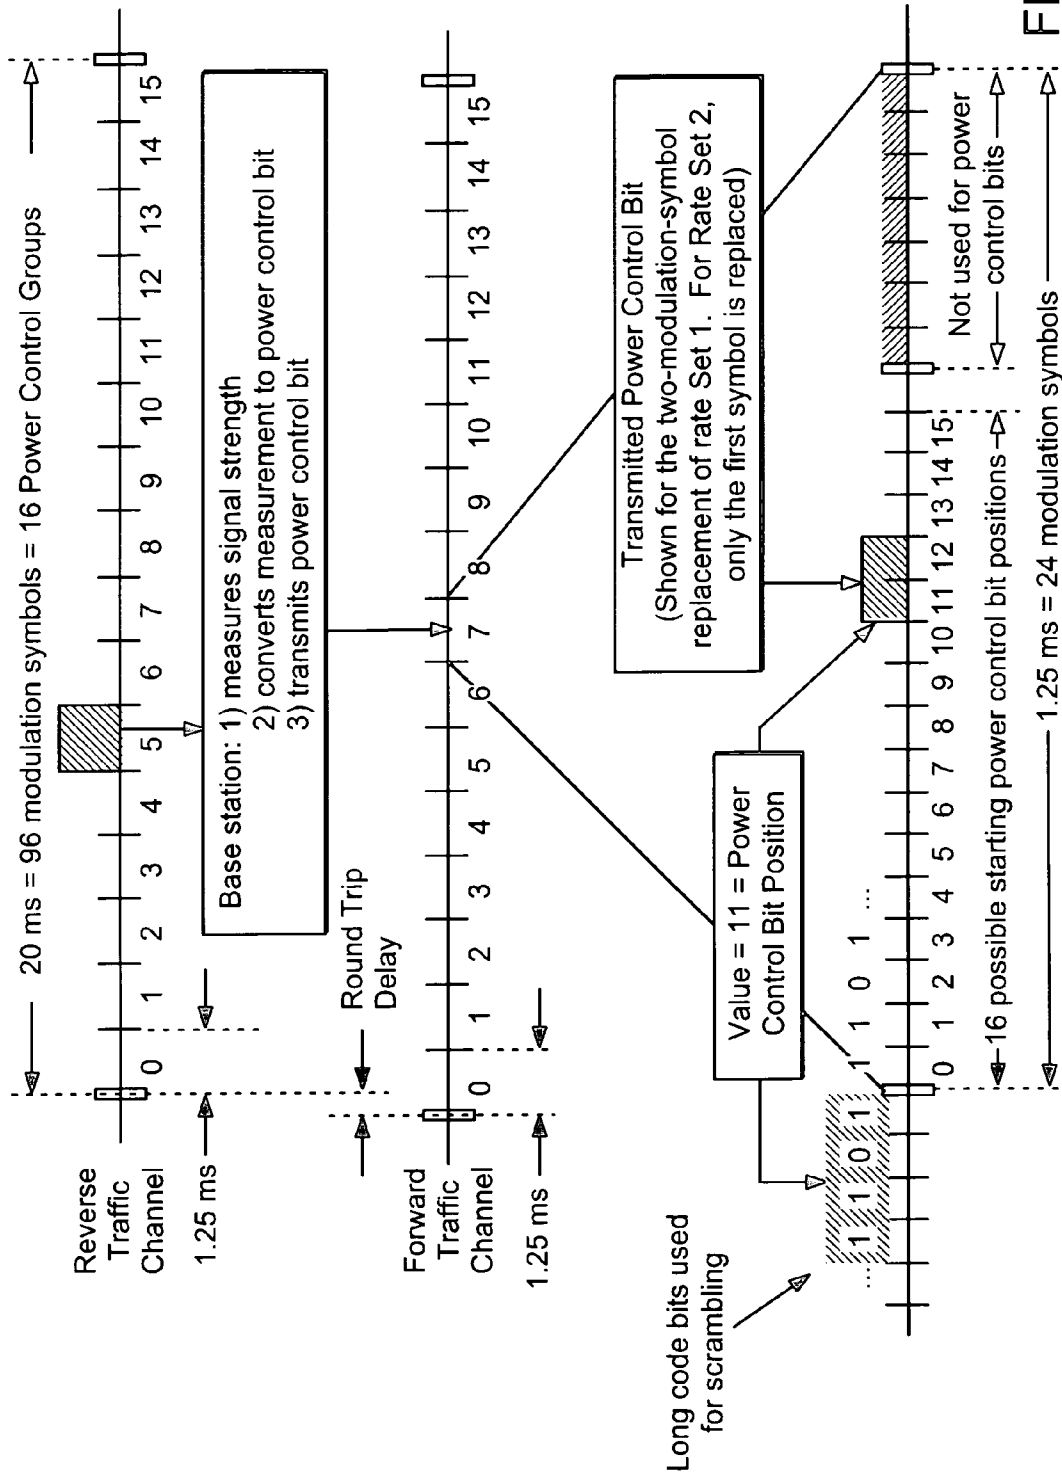 20 ms = 96 modulation symbols = 16 Power Control Groups
Reverse
Traffic
Channel
0 1 2 3 4 5 6 7 8 9 10 11 12 13 14 15
1.25 ms
Base station: 1) measures signal strength
2) converts measurement to power control bit
3) transmits power control bit
Round Trip
Delay
Forward
Traffic
Channel
0 1 2 3 4 5 6 7 8 9 10 11 12 13 14 15
1.25 ms
Transmitted Power Control Bit
(Shown for the two-modulation-symbol
replacement of rate Set 1. For Rate Set 2,
only the first symbol is replaced)
Value = 11 = Power
Control Bit Position
Long code bits used
for scrambling
... 1 1 0 1 1 1 0 1 ...
0 1 2 3 4 5 6 7 8 9 10 11 12 13 14 15
16 possible starting power control bit positions
Not used for power
control bits
1.25 ms = 24 modulation symbols